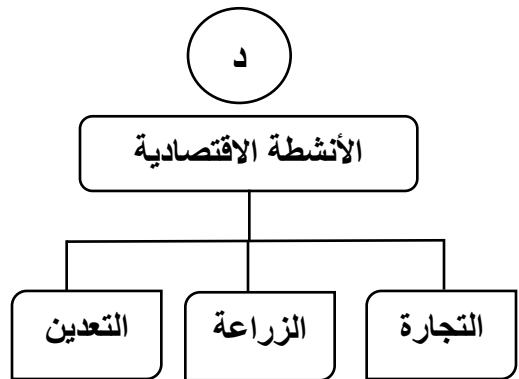 د
الأنشطة الاقتصادية
التجارة
الزراعة
التعدين